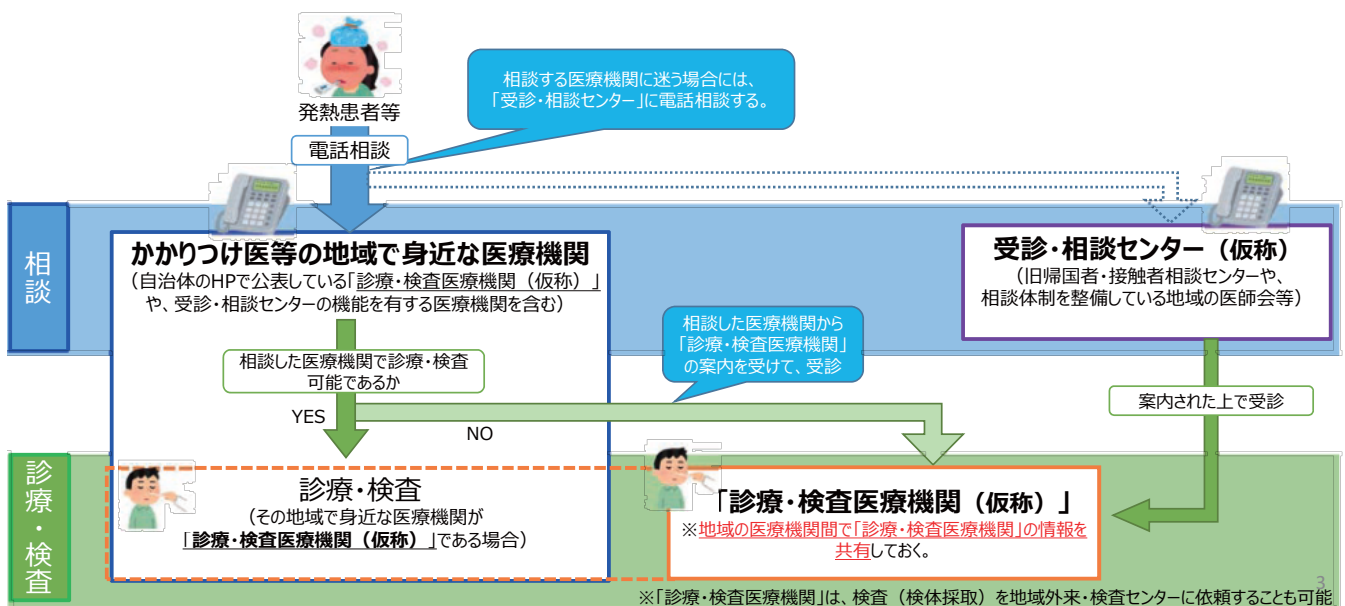 発熱患者等
相談する医療機関に迷う場合には、
「受診・相談センター」に電話相談する。
電話相談
相談
かかりつけ医等の地域で身近な医療機関
（自治体のHPで公表している「診療・検査医療機関（仮称）」
や、受診・相談センターの機能を有する医療機関を含む）
受診・相談センター（仮称）
（旧帰国者・接触者相談センターや、
相談体制を整備している地域の医師会等）
相談した医療機関で診療・検査
可能であるか
相談した医療機関から
「診療・検査医療機関」
の案内を受けて、受診
YES
NO
案内された上で受診
診療・検査
診療・検査
（その地域で身近な医療機関が
「診療・検査医療機関（仮称）」である場合）
「診療・検査医療機関（仮称）」
※地域の医療機関間で「診療・検査医療機関」の情報を
共有しておく。
3
※「診療・検査医療機関」は、検査（検体採取）を地域外来・検査センターに依頼することも可能